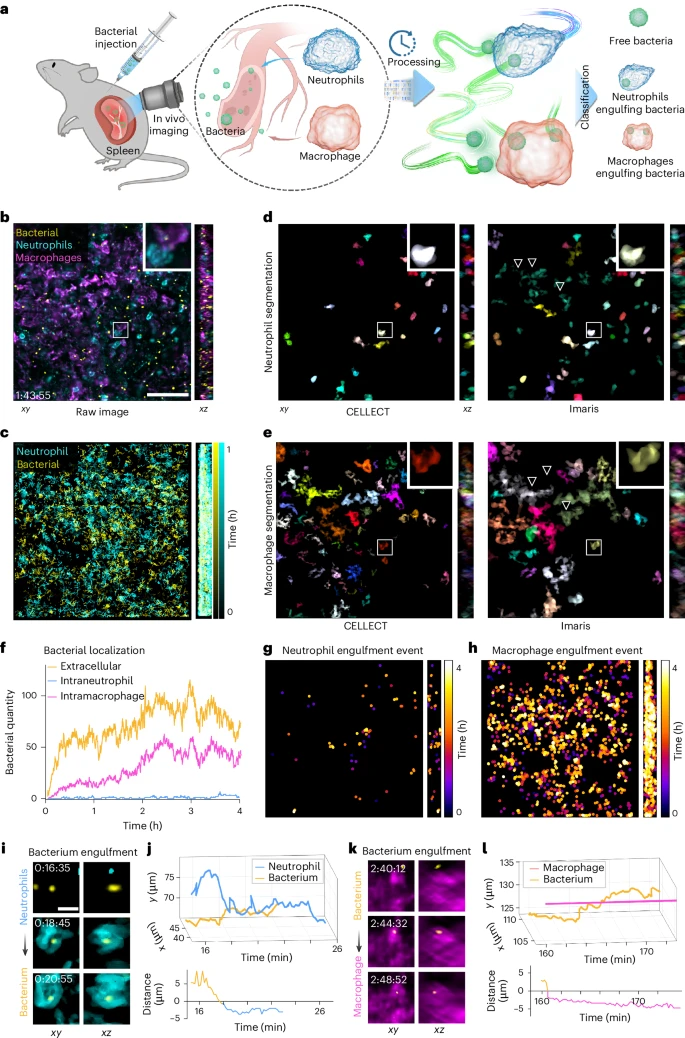 a
Bacterial
injection
In vivo
imaging
Spleen
Bacteria
Neutrophils
Macrophage
Processing
Classification
Free bacteria
Neutrophils
engulfing bacteria
Macrophages
engulfing bacteria
b
Bacterial
Neutrophils
Macrophages
1:43:55
xy
Raw image
xz
d
Neutrophil segmentation
xy
CELLECT
xz
Imaris
c
Neutrophil
Bacterial
1
Time (h)
0
e
Macrophage segmentation
CELLECT
Imaris
f
Bacterial localization
Extracellular
Intraneutrophil
Intramacrophage
Bacterial quantity
100
50
0
0
1
2
3
4
Time (h)
g
Neutrophil engulfment event
4
Time (h)
0
h
Macrophage engulfment event
4
Time (h)
0
i
Bacterium engulfment
Neutrophils
Bacterium
0:16:35
0:18:45
0:20:55
xy
xz
j
Neutrophil
Bacterium
y (μm)
75
70
x (μm)
45
40
16
26
26
Time (min)
Distance
(μm)
5
0
−5
16
26
Time (min)
k
Bacterium engulfment
Bacterium
Macrophage
2:40:12
2:44:32
2:48:52
xy
xz
l
Macrophage
Bacterium
y (μm)
135
130
125
x (μm)
110
105
160
170
Time (min)
Distance
(μm)
5
0
−5
160
170
Time (min)